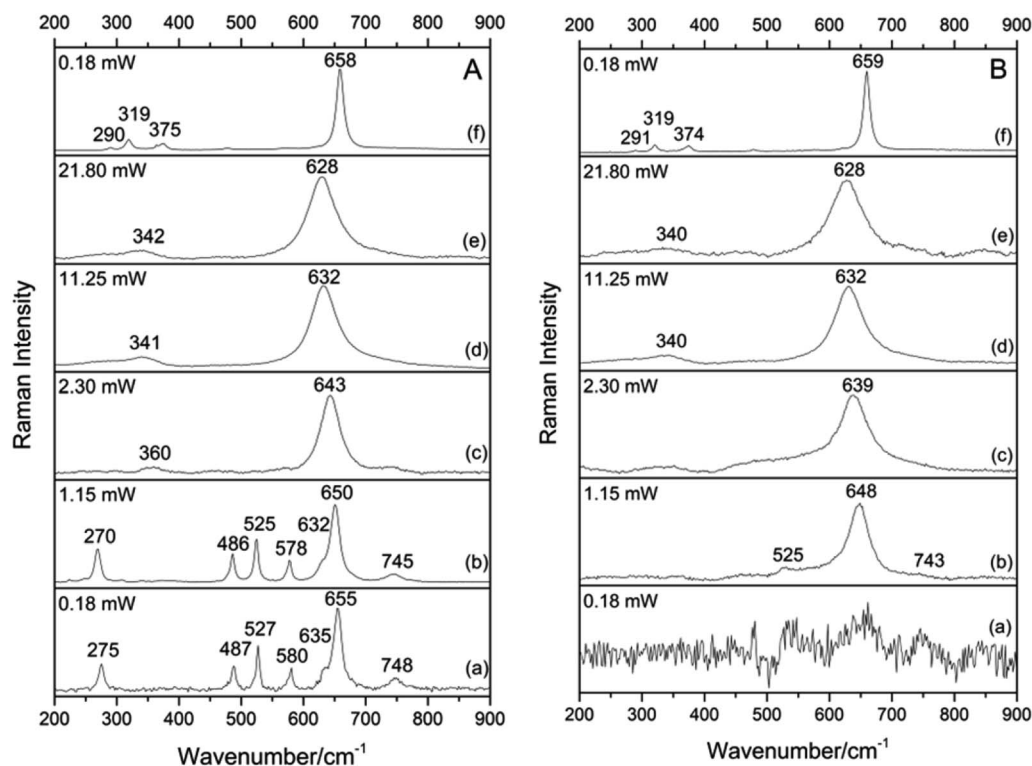 200 300 400 500 600 700 800 900
0.18 mW
658
A
290 319 375
(f)
21.80 mW
628
342
(e)
11.25 mW
632
341
(d)
2.30 mW
643
360
(c)
1.15 mW
650
270 486 525 578 632 745
(b)
0.18 mW
655
275 487 527 580 635 748
(a)
200 300 400 500 600 700 800 900
Wavenumber/cm-1
Raman Intensity
200 300 400 500 600 700 800 900
0.18 mW
659
B
291 319 374
(f)
21.80 mW
628
340
(e)
11.25 mW
632
340
(d)
2.30 mW
639
(c)
1.15 mW
648
525 743
(b)
0.18 mW
(a)
200 300 400 500 600 700 800 900
Wavenumber/cm-1
Raman Intensity